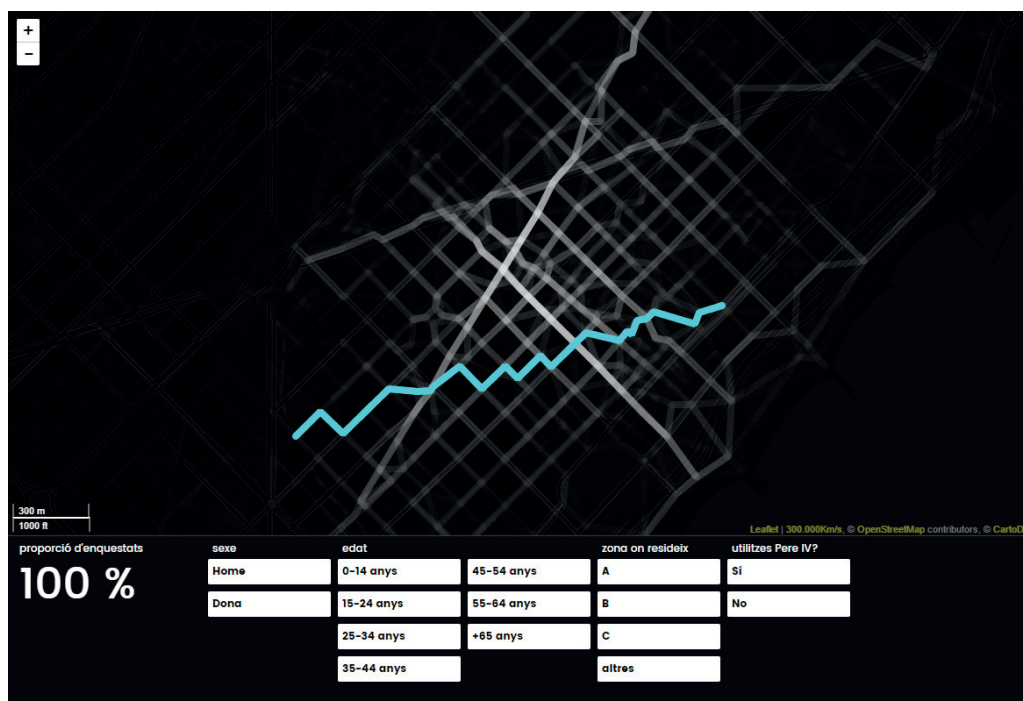 +
−
300 m
1000 ft
Leaflet | 300.000Km/s, © OpenStreetMap contributors, © CartoD
proporció d'enquestats
100 %
sexe
Home
Dona
edat
0-14 anys
15-24 anys
25-34 anys
35-44 anys
45-54 anys
55-64 anys
+65 anys
zona on resideix
A
B
C
altres
utilitzes Pere IV?
Sí
No